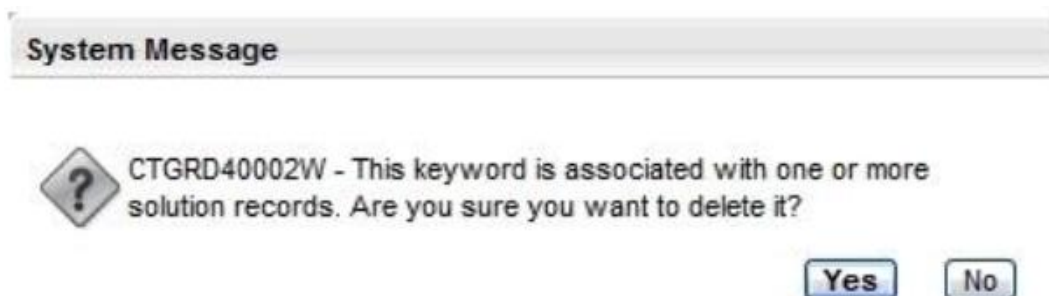 System Message
?
CTGRD40002W - This keyword is associated with one or more
solution records. Are you sure you want to delete it?
Yes No